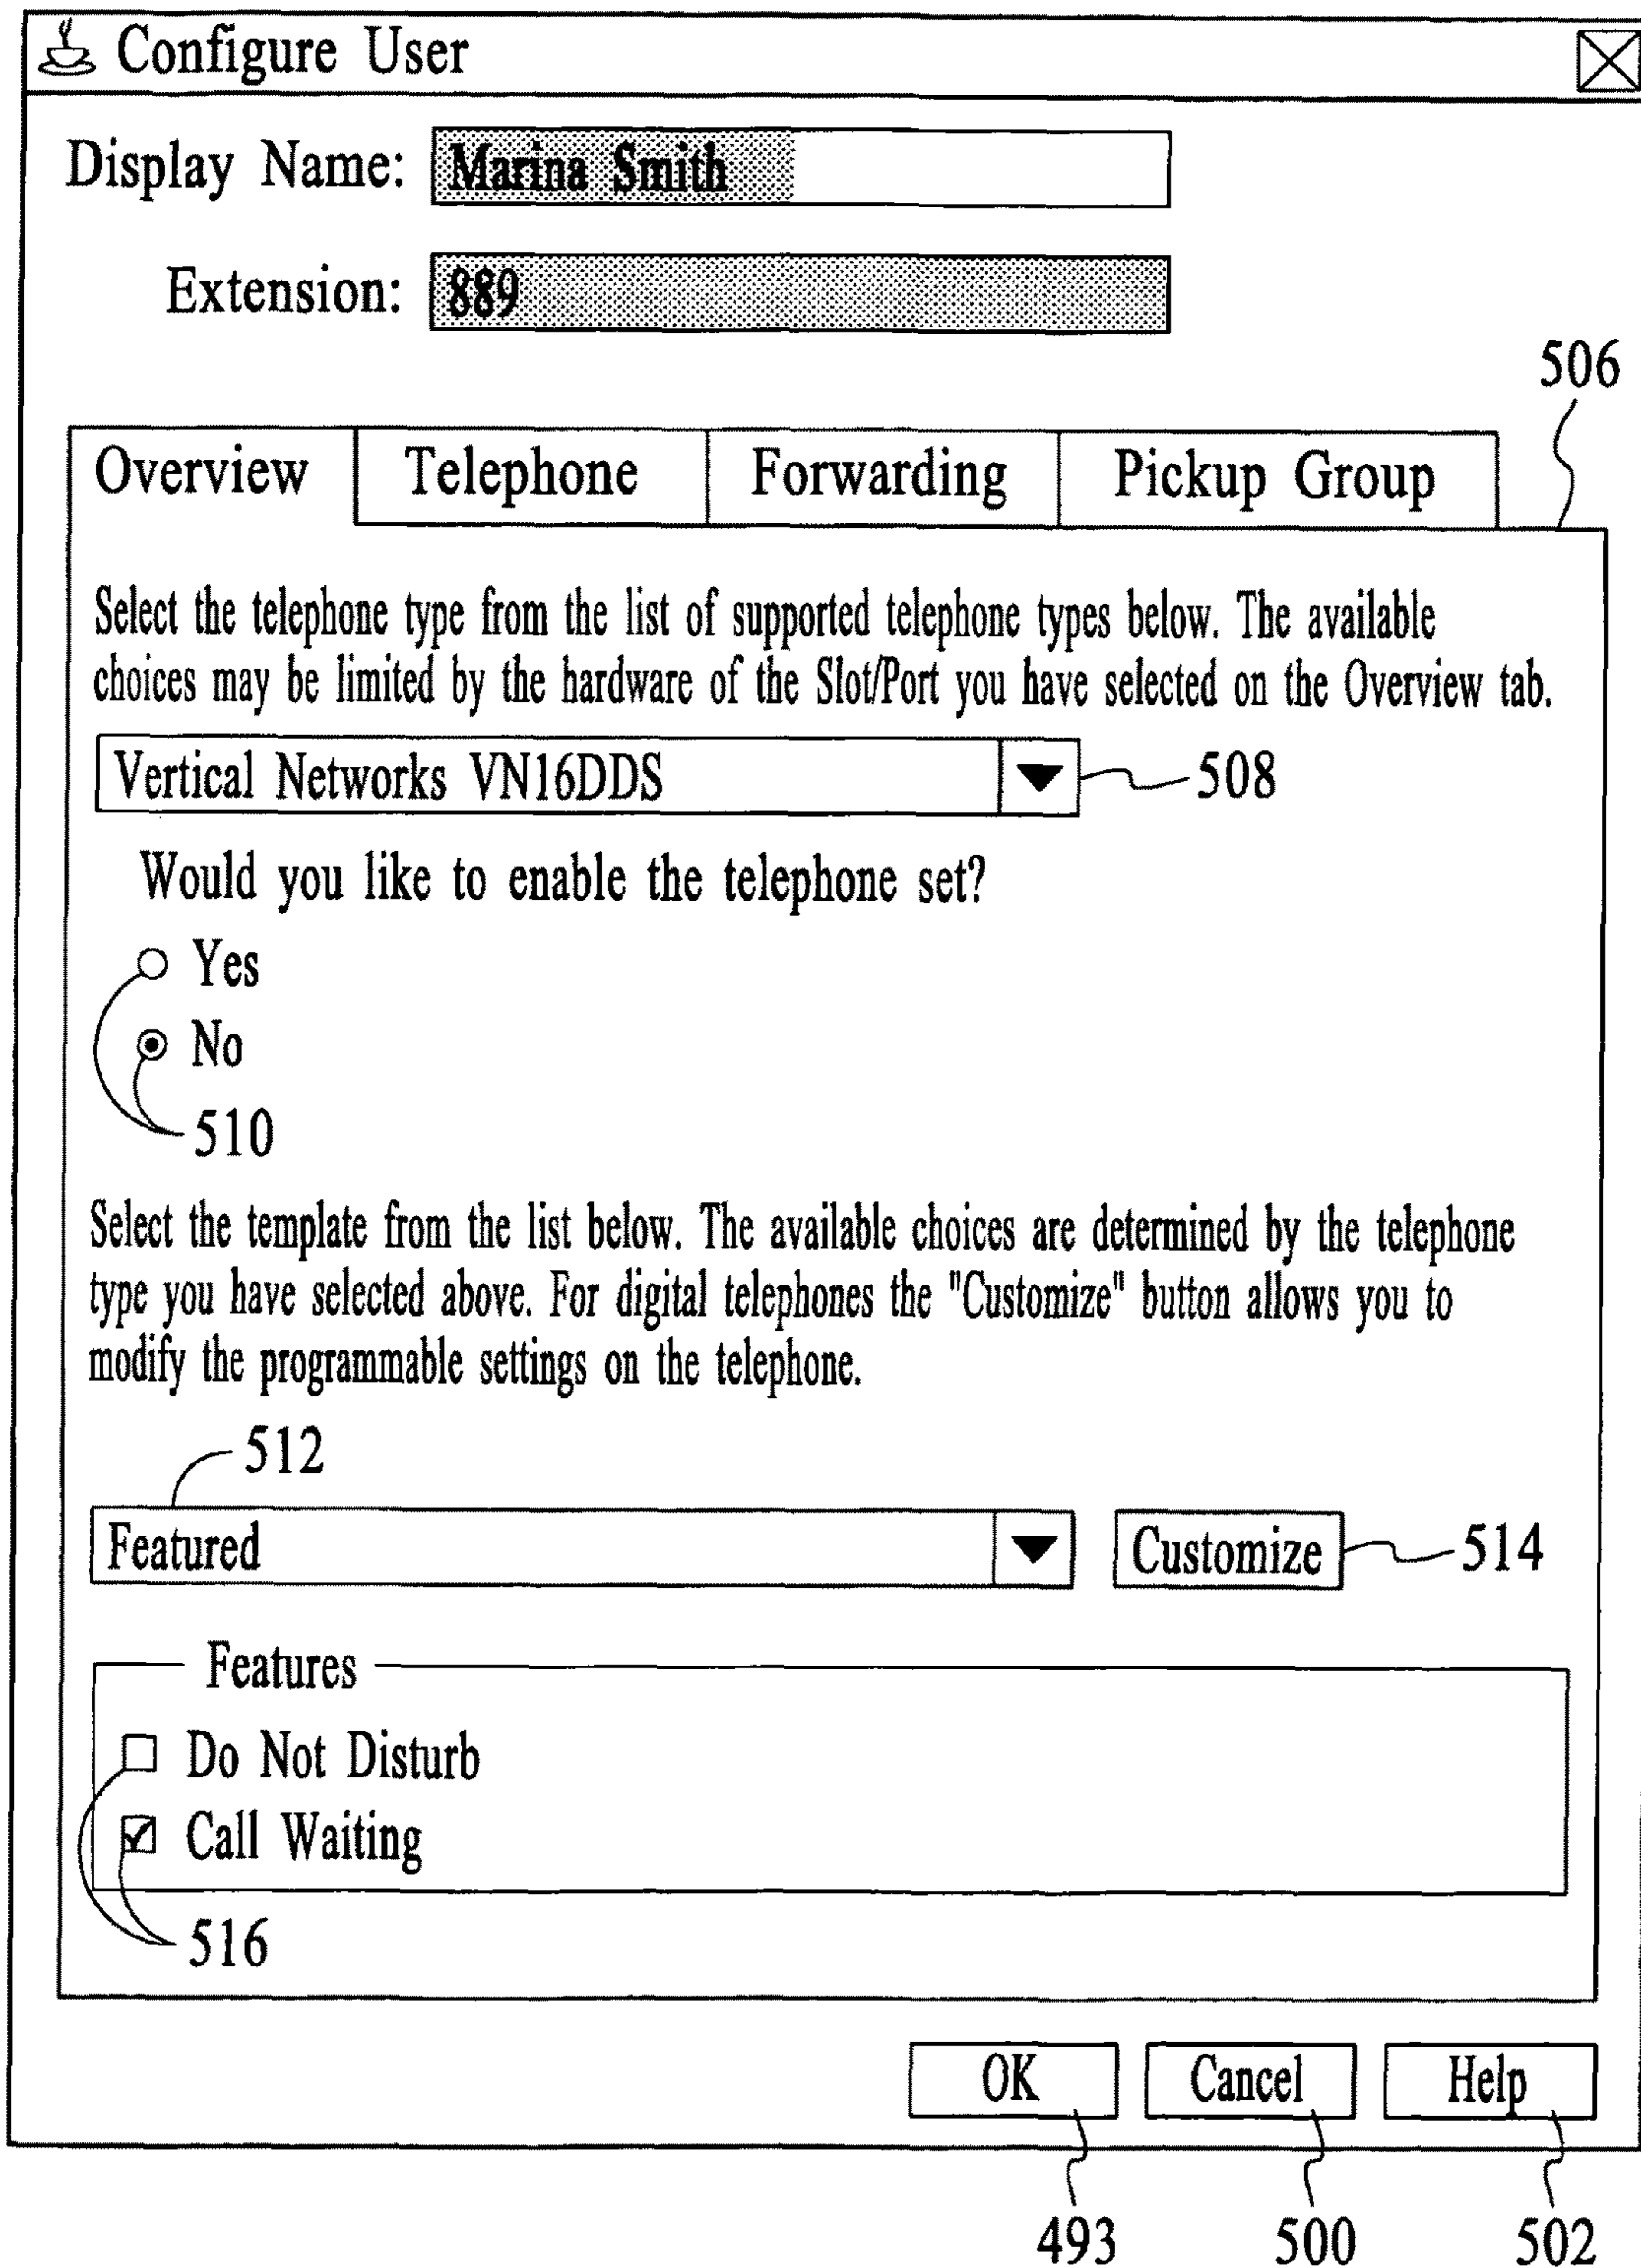 Configure User
Display Name: Marina Smith
Extension: 889
506
Overview Telephone Forwarding Pickup Group
Select the telephone type from the list of supported telephone types below. The available
choices may be limited by the hardware of the Slot/Port you have selected on the Overview tab.
Vertical Networks VN16DDS 508
Would you like to enable the telephone set?
Yes
No
510
Select the template from the list below. The available choices are determined by the telephone
type you have selected above. For digital telephones the "Customize" button allows you to
modify the programmable settings on the telephone.
512
Featured Customize 514
Features
Do Not Disturb
Call Waiting
516
OK Cancel Help
493 500 502